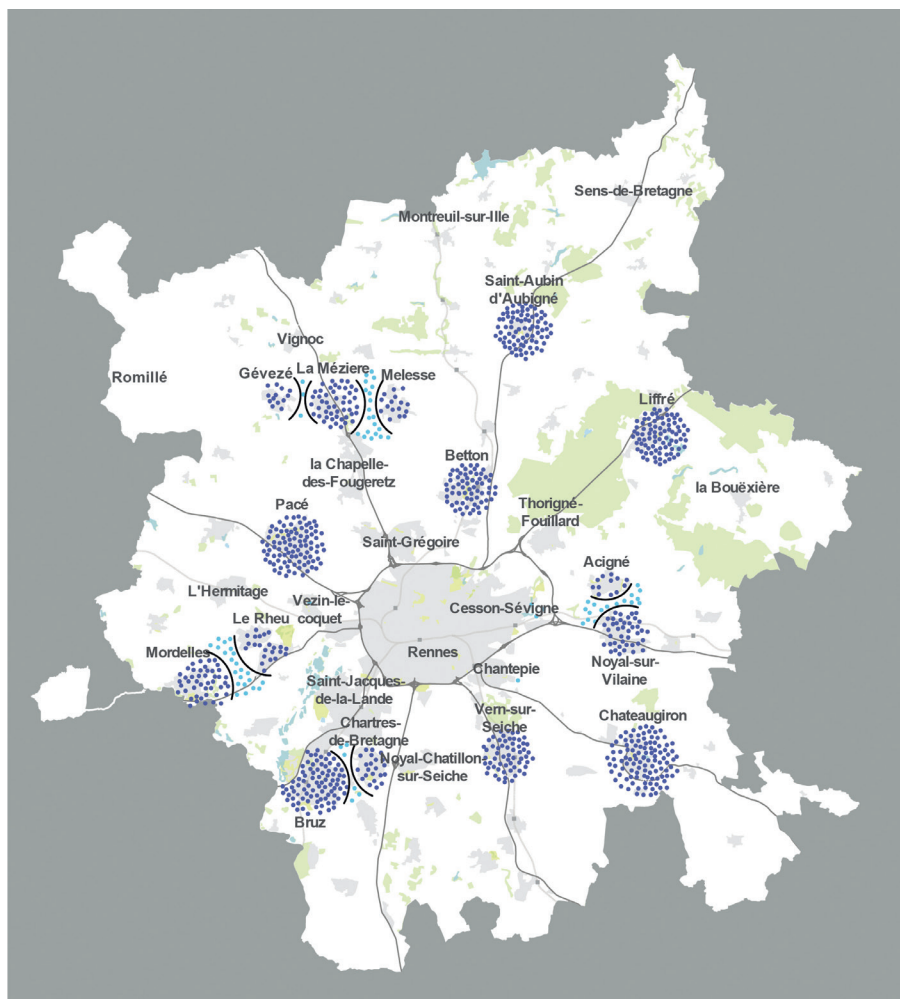 Sens-de-Bretagne
Montreuil-sur-Ille
Saint-Aubin
d'Aubigné
Vignoc
Romillé
Gévezé
La Méziere
Melesse
Liffré
la Chapelle-
des-Fougeretz
Betton
la Bouëxière
Pacé
Thorigné-
Fouillard
Saint-Grégoire
Acigné
L'Hermitage
Vezin-le-
coquet
Cesson-Sévigne
Le Rheu
Mordelles
Rennes
Noyal-sur-
Vilaine
Chantepie
Saint-Jacques-
de-la-Lande
Vern-sur-
Seiche
Chateaugiron
Chartres-
de-Bretagne
Noyal-Chatillon-
sur-Seiche
Bruz